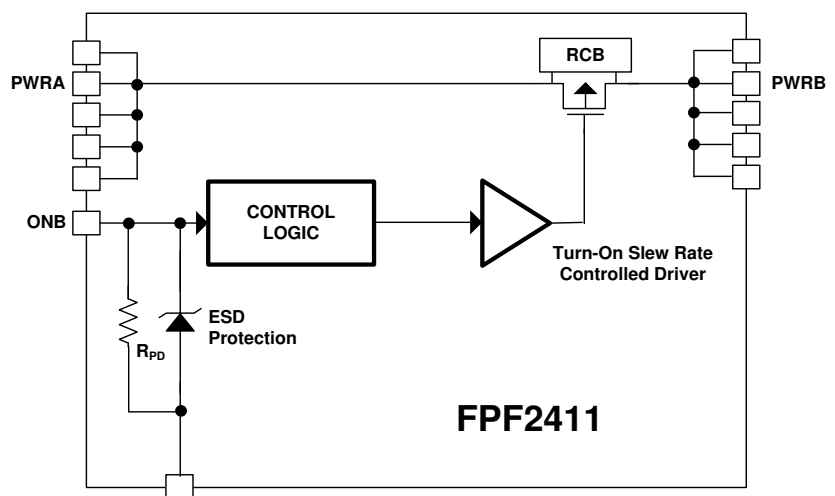 RCB
PWRA
PWRB
ONB
CONTROL
LOGIC
Turn-On Slew Rate
Controlled Driver
ESD
Protection
RPD
FPF2411